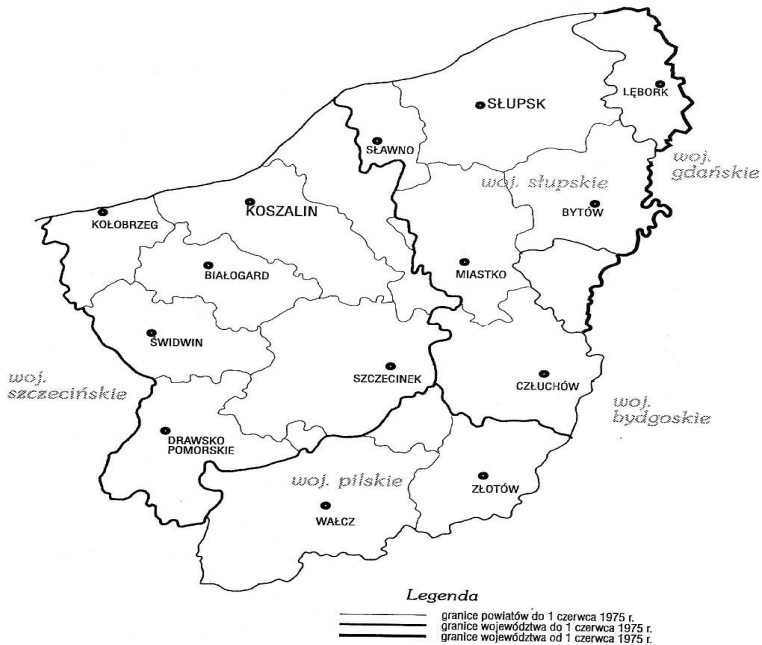 LĘBORK
SŁUPSK
SŁAWNO
woj.
gdańskie
woj. słupskie
KOSZALIN
BYTÓW
KOŁOBRZEG
BIAŁOGARD
MIASTKO
ŚWIDWIN
SZCZECINEK
CZŁUCHÓW
woj.
szczecińskie
woj.
bydgoskie
DRAWSKO
POMORSKIE
woj. pilskie
ZŁOTÓW
WAŁCZ
Legenda
granice powiatów do 1 czerwca 1975 r.
granice województwa do 1 czerwca 1975 r.
granice województwa od 1 czerwca 1975 r.